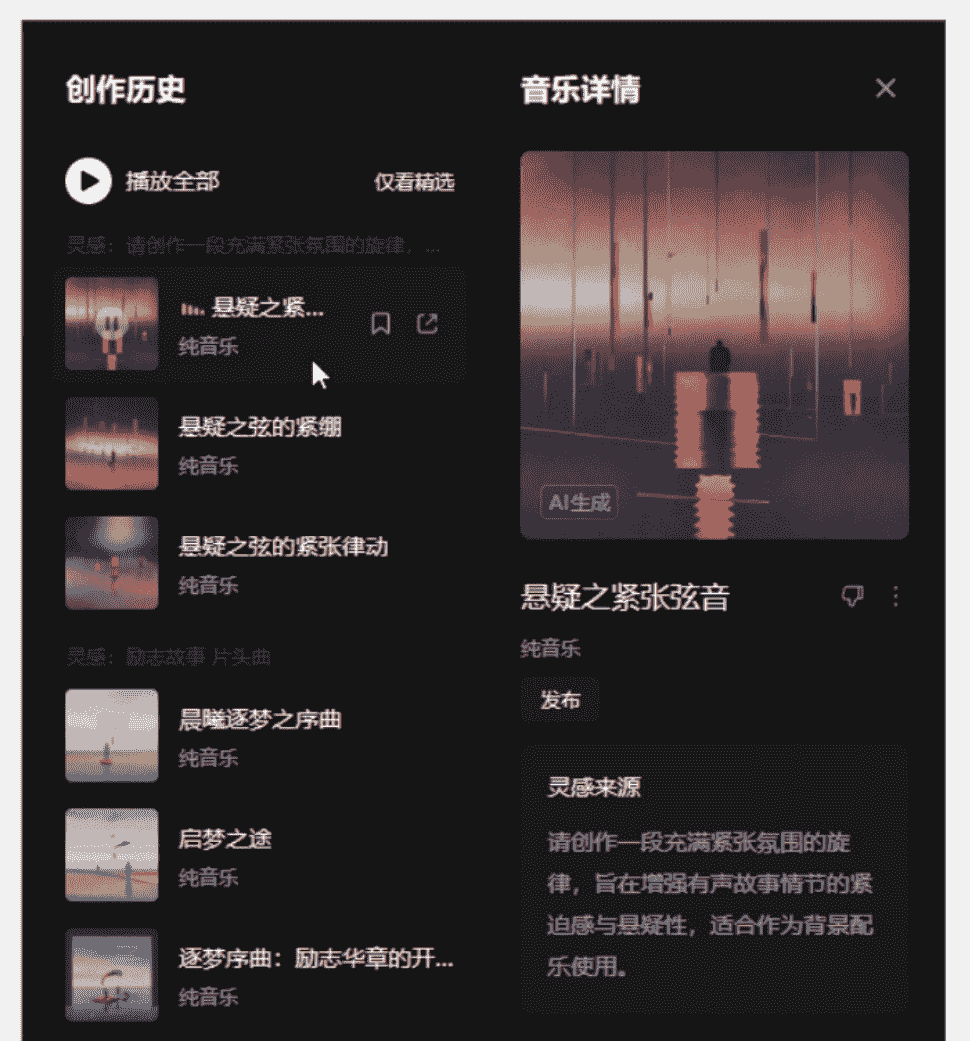 创作历史
播放全部
仅看精选
灵感：请创作一段充满紧张氛围的旋律，...
悬疑之紧...
纯音乐
悬疑之弦的紧绷
纯音乐
悬疑之弦的紧张律动
纯音乐
灵感：励志故事 片头曲
晨曦逐梦之序曲
纯音乐
启梦之途
纯音乐
逐梦序曲：励志华章的开...
纯音乐
音乐详情
AI生成
悬疑之紧张弦音
纯音乐
发布
灵感来源
请创作一段充满紧张氛围的旋
律，旨在增强有声故事情节的紧
迫感与悬疑性，适合作为背景配
乐使用。